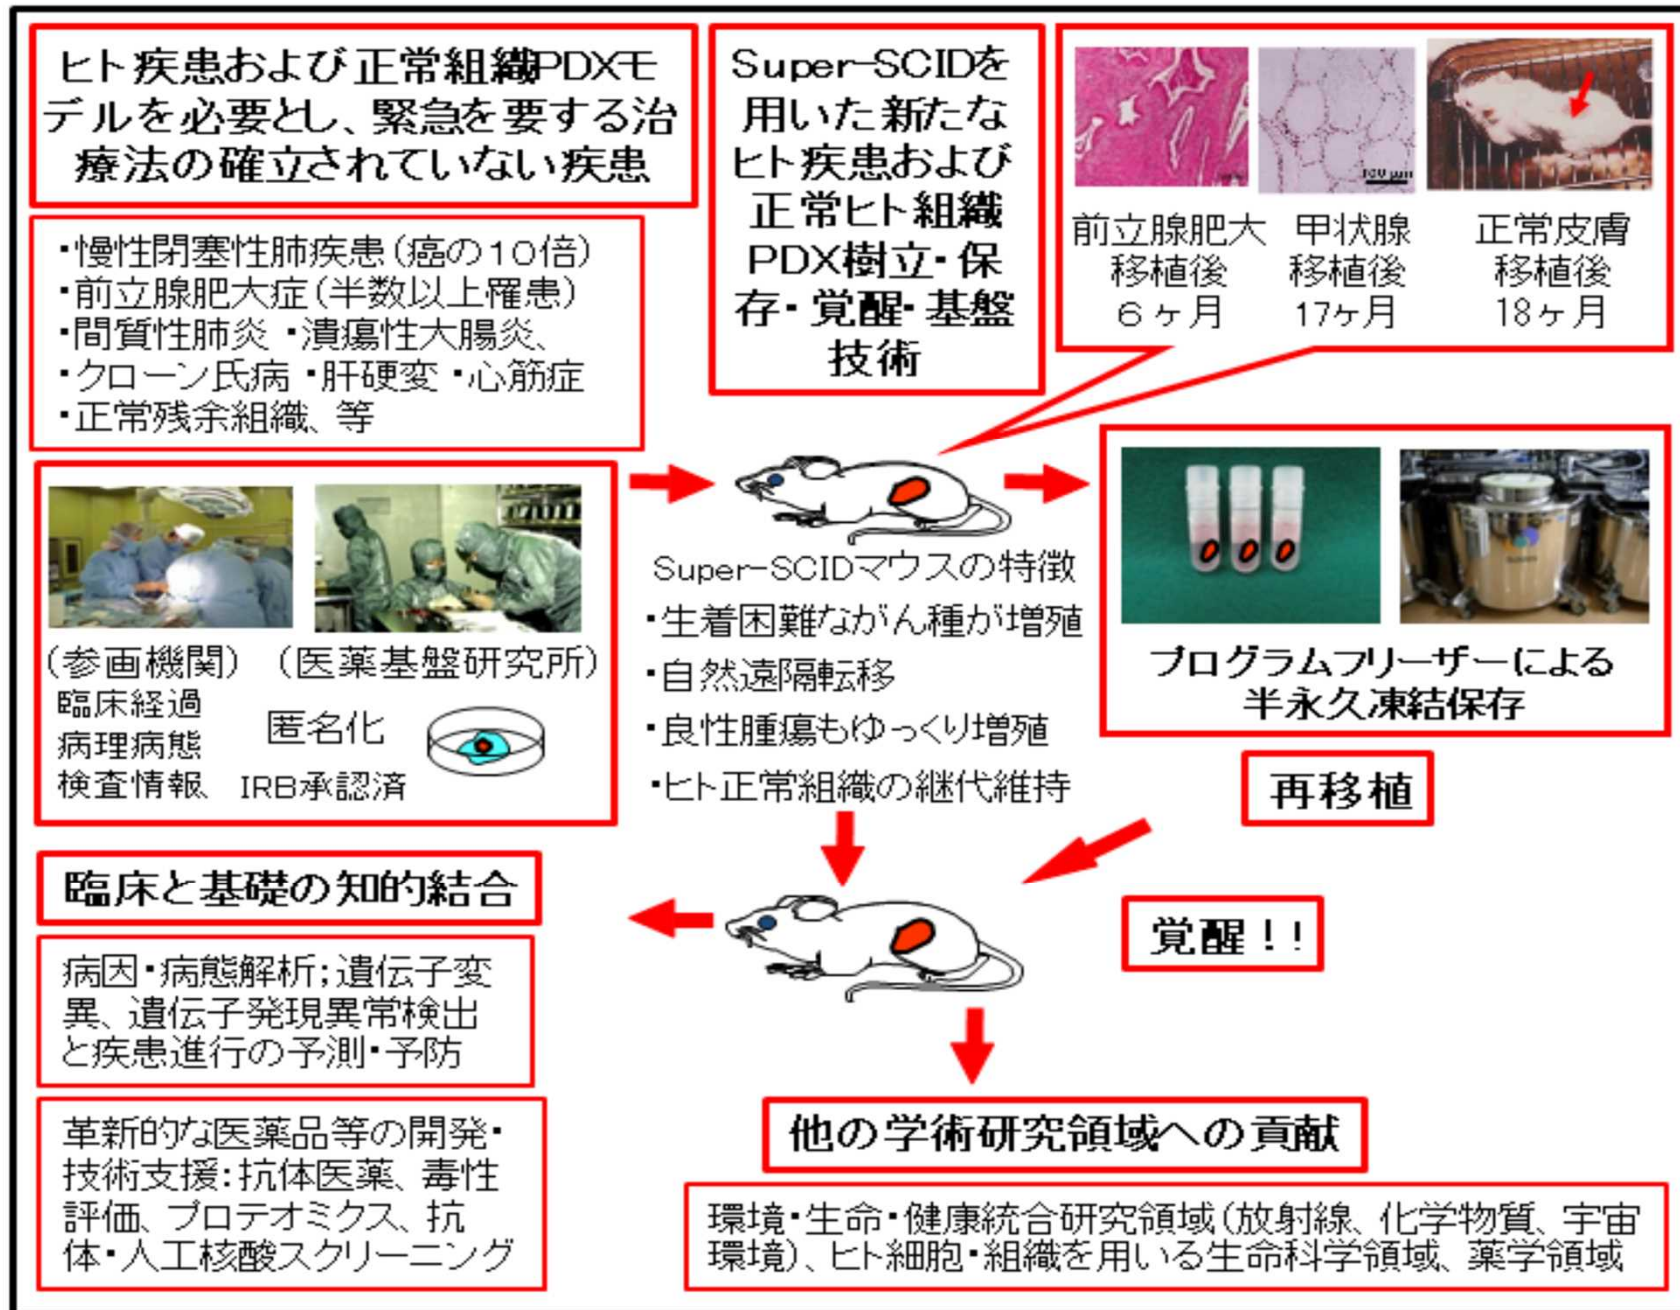 ヒト疾患および正常組織PDXモ
デルを必要とし、緊急を要する治
療法の確立されていない疾患
・慢性閉塞性肺疾患(癌の10倍)
・前立腺肥大症(半数以上罹患)
・間質性肺炎 ・潰瘍性大腸炎、
・クローン氏病 ・肝硬変 ・心筋症
・正常残余組織、等
Super-SCIDを
用いた新たな
ヒト疾患および
正常ヒト組織
PDX樹立・保
存・覚醒・基盤
技術
100 μm
前立腺肥大
移植後
6ヶ月
甲状腺
移植後
17ヶ月
正常皮膚
移植後
18ヶ月
(参画機関)
臨床経過
病理病態
検査情報、
(医薬基盤研究所)
匿名化
IRB承認済
Super-SCIDマウスの特徴
・生着困難ながん種が増殖
・自然遠隔転移
・良性腫瘍もゆっくり増殖
・ヒト正常組織の継代維持
プログラムフリーザーによる
半永久凍結保存
再移植
覚醒!!
臨床と基礎の知的結合
病因・病態解析;遺伝子変
異、遺伝子発現異常検出
と疾患進行の予測・予防
革新的な医薬品等の開発・
技術支援:抗体医薬、毒性
評価、プロテオミクス、抗
体・人工核酸スクリーニング
他の学術研究領域への貢献
環境・生命・健康統合研究領域(放射線、化学物質、宇宙
環境)、ヒト細胞・組織を用いる生命科学領域、薬学領域